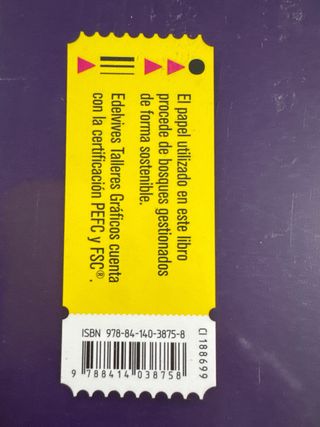 El papel utilizado en este libro
procede de bosques gestionados
de forma sostenible.
Edelvives Talleres Gráficos cuenta
con la certificación PEFC y FSC®.
ISBN 978-84-140-3875-8
9 788414 038758
CI 188699